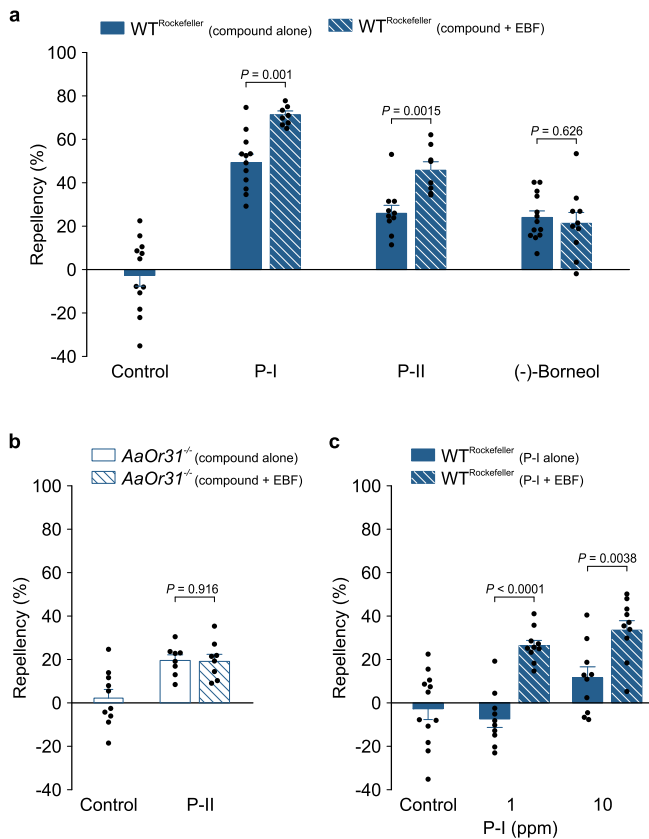 a
WT^Rockefeller (compound alone) WT^Rockefeller (compound + EBF)
100
80
60
40
20
0
-20
-40
Repellency (%)
P = 0.001
P = 0.0015
P = 0.626
Control P-I P-II (-)-Borneol
b
AaOr31^-/- (compound alone)
AaOr31^-/- (compound + EBF)
100
80
60
40
20
0
-20
-40
Repellency (%)
P = 0.916
Control P-II
c
WT^Rockefeller (P-I alone)
WT^Rockefeller (P-I + EBF)
100
80
60
40
20
0
-20
-40
Repellency (%)
P < 0.0001
P = 0.0038
Control 1 10
P-I (ppm)